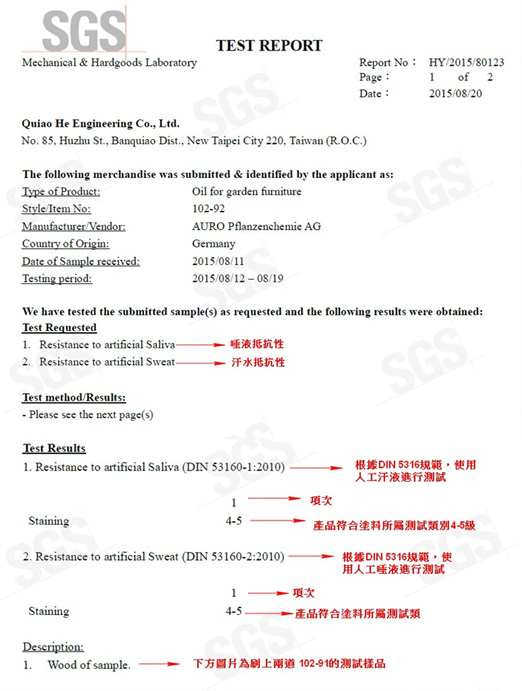 SGS
TEST REPORT
Mechanical & Hardgoods Laboratory
Report No : HY/2015/80123
Page : 1 of 2
Date : 2015/08/20
Quiao He Engineering Co., Ltd.
No. 85, Huzhu St., Banquiao Dist., New Taipei City 220, Taiwan (R.O.C.)
The following merchandise was submitted & identified by the applicant as:
Type of Product: Oil for garden furniture
Style/Item No: 102-92
Manufacturer/Vendor: AURO Pflanzenchemie AG
Country of Origin: Germany
Date of Sample received: 2015/08/11
Testing period: 2015/08/12 – 08/19
We have tested the submitted sample(s) as requested and the following results were obtained:
Test Requested
1. Resistance to artificial Saliva 唾液抵抗性
2. Resistance to artificial Sweat 汗水抵抗性
Test method/Results:
- Please see the next page(s)
Test Results
1. Resistance to artificial Saliva (DIN 53160-1:2010) 根據DIN 5316規範，使用
人工汗液進行測試
1 項次
Staining 4-5 產品符合塗料所屬測試類別4-5級
2. Resistance to artificial Sweat (DIN 53160-2:2010) 根據DIN 5316規範，使
用人工唾液進行測試
1 項次
Staining 4-5 產品符合塗料所屬測試類
Description:
1. Wood of sample. 下方圖片為刷上兩道 102-91的測試樣品